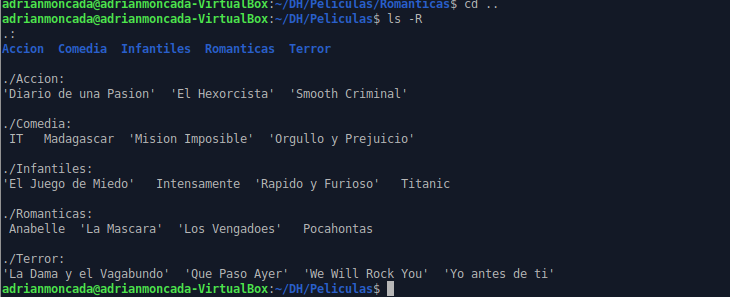 adrianmoncada@adrianmoncada-VirtualBox:~/DH/Peliculas/Romanticas$ cd ..
adrianmoncada@adrianmoncada-VirtualBox:~/DH/Peliculas$ ls -R
.:
Accion  Comedia  Infantiles  Romanticas  Terror

./Accion:
'Diario de una Pasion'  'El Hexorcista'  'Smooth Criminal'

./Comedia:
 IT   Madagascar  'Mision Imposible'  'Orgullo y Prejuicio'

./Infantiles:
'El Juego de Miedo'   Intensamente  'Rapido y Furioso'   Titanic

./Romanticas:
 Anabelle  'La Mascara'  'Los Vengadoes'   Pocahontas

./Terror:
'La Dama y el Vagabundo'  'Que Paso Ayer'  'We Will Rock You'  'Yo antes de ti'
adrianmoncada@adrianmoncada-VirtualBox:~/DH/Peliculas$